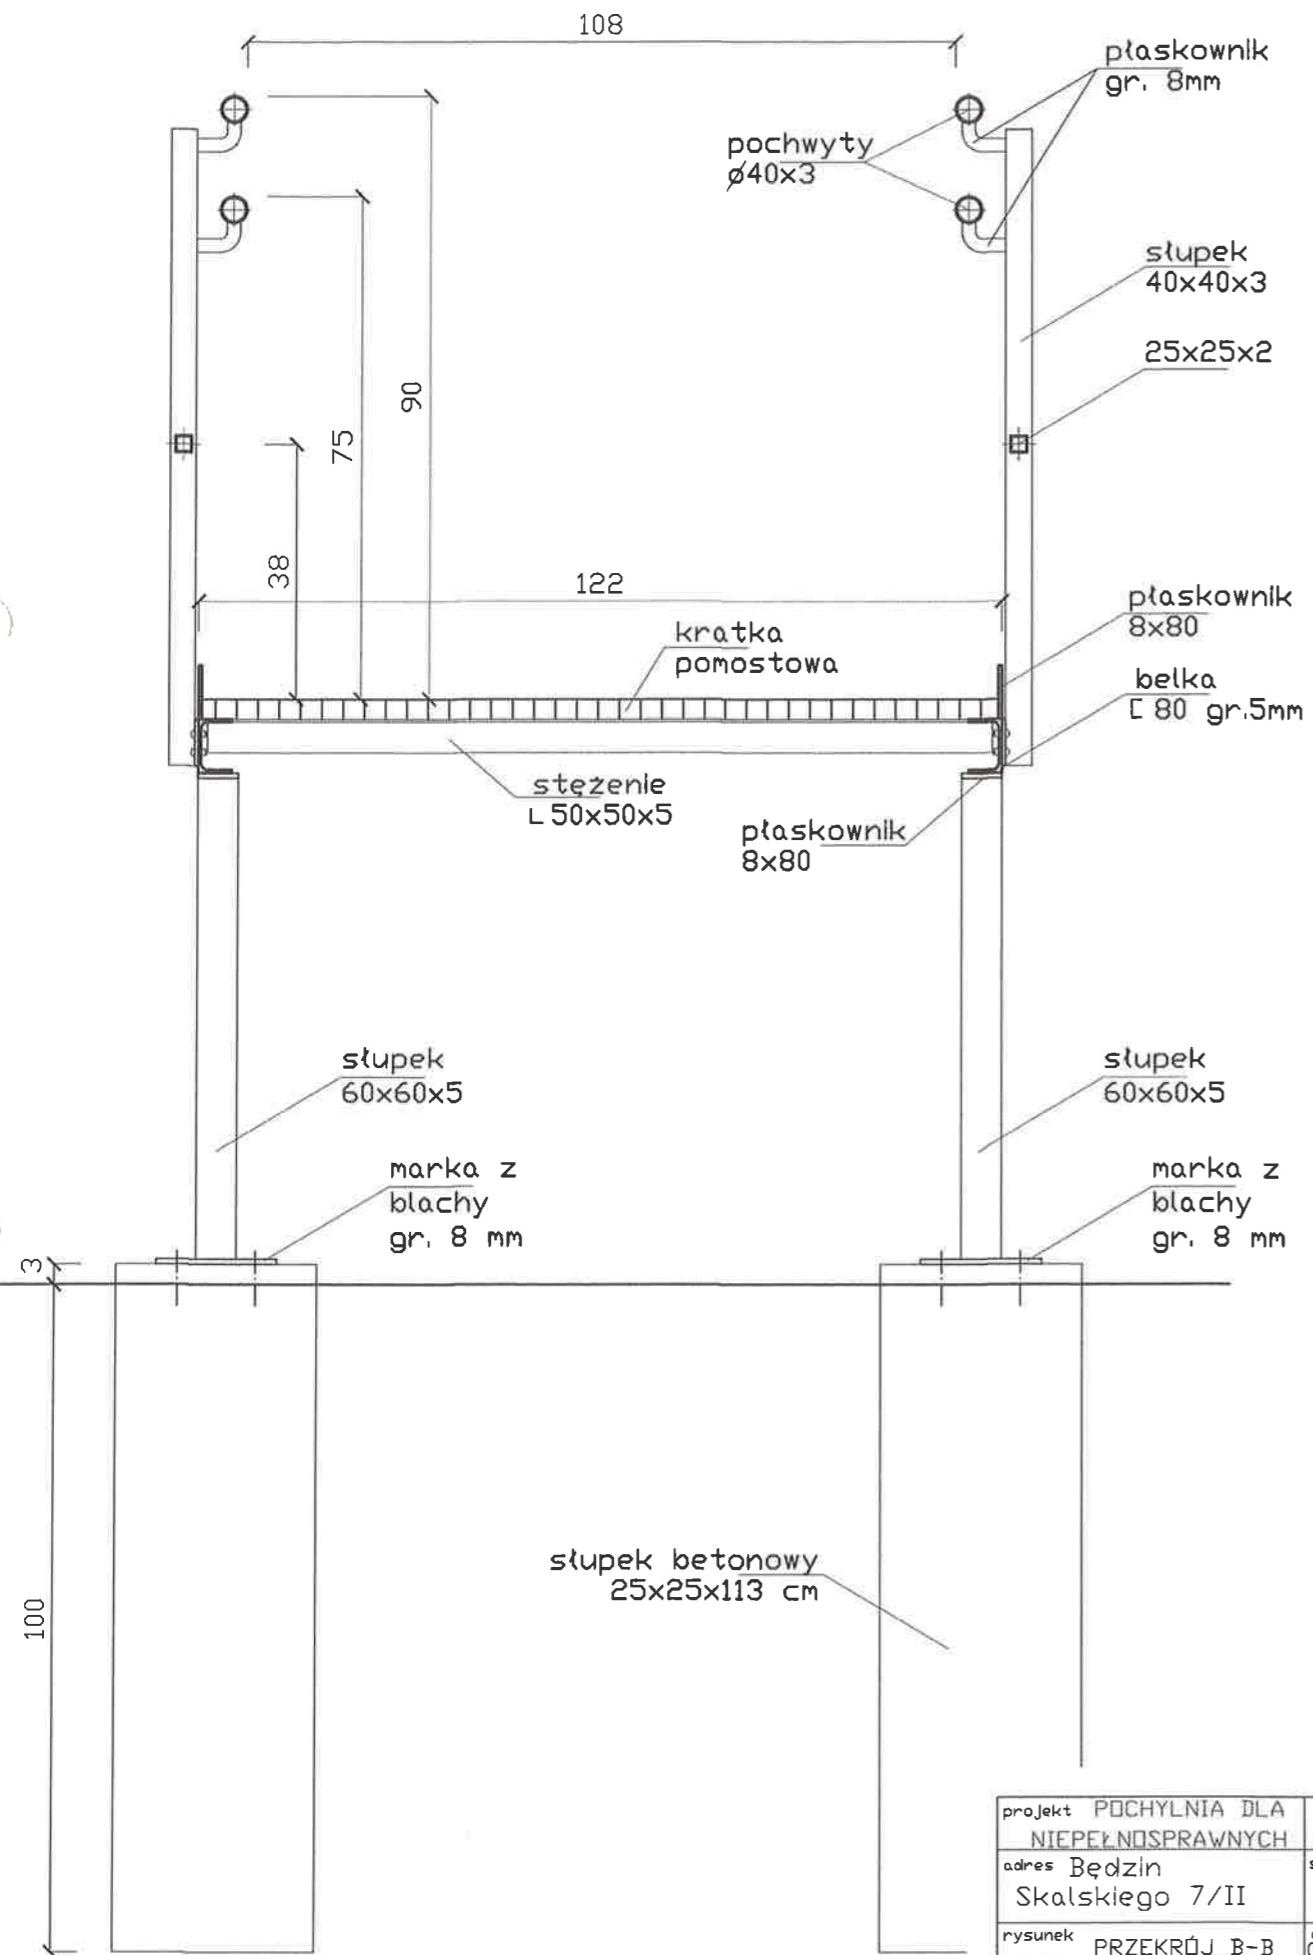 108
płaskownik
gr. 8mm
pochwyty
ø40x3
słupek
40x40x3
25x25x2
90
75
38
122
kratka
pomostowa
płaskownik
8x80
belka
[ 80 gr.5mm
stężenie
L 50x50x5
płaskownik
8x80
słupek
60x60x5
słupek
60x60x5
marka z
blachy
gr. 8 mm
marka z
blachy
gr. 8 mm
3
100
słupek betonowy
25x25x113 cm
projekt POCHYLNIA DLA
NIEPEŁNOSPRAWNYCH
adres Będzin
Skalskiego 7/II
rysunek PRZEKRÓJ B-B